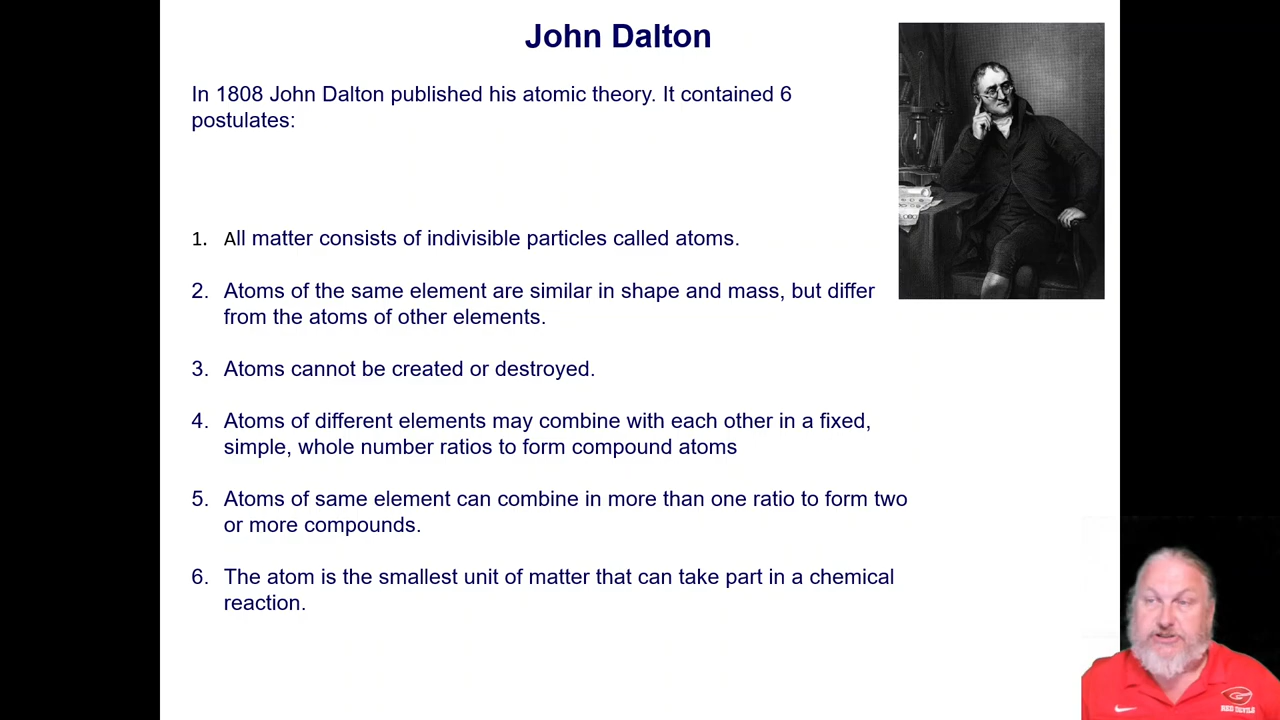 John Dalton
In 1808 John Dalton published his atomic theory. It contained 6
postulates:
1. All matter consists of indivisible particles called atoms.
2. Atoms of the same element are similar in shape and mass, but differ
from the atoms of other elements.
3. Atoms cannot be created or destroyed.
4. Atoms of different elements may combine with each other in a fixed,
simple, whole number ratios to form compound atoms
5. Atoms of same element can combine in more than one ratio to form two
or more compounds.
6. The atom is the smallest unit of matter that can take part in a chemical
reaction.
RED DEVILS